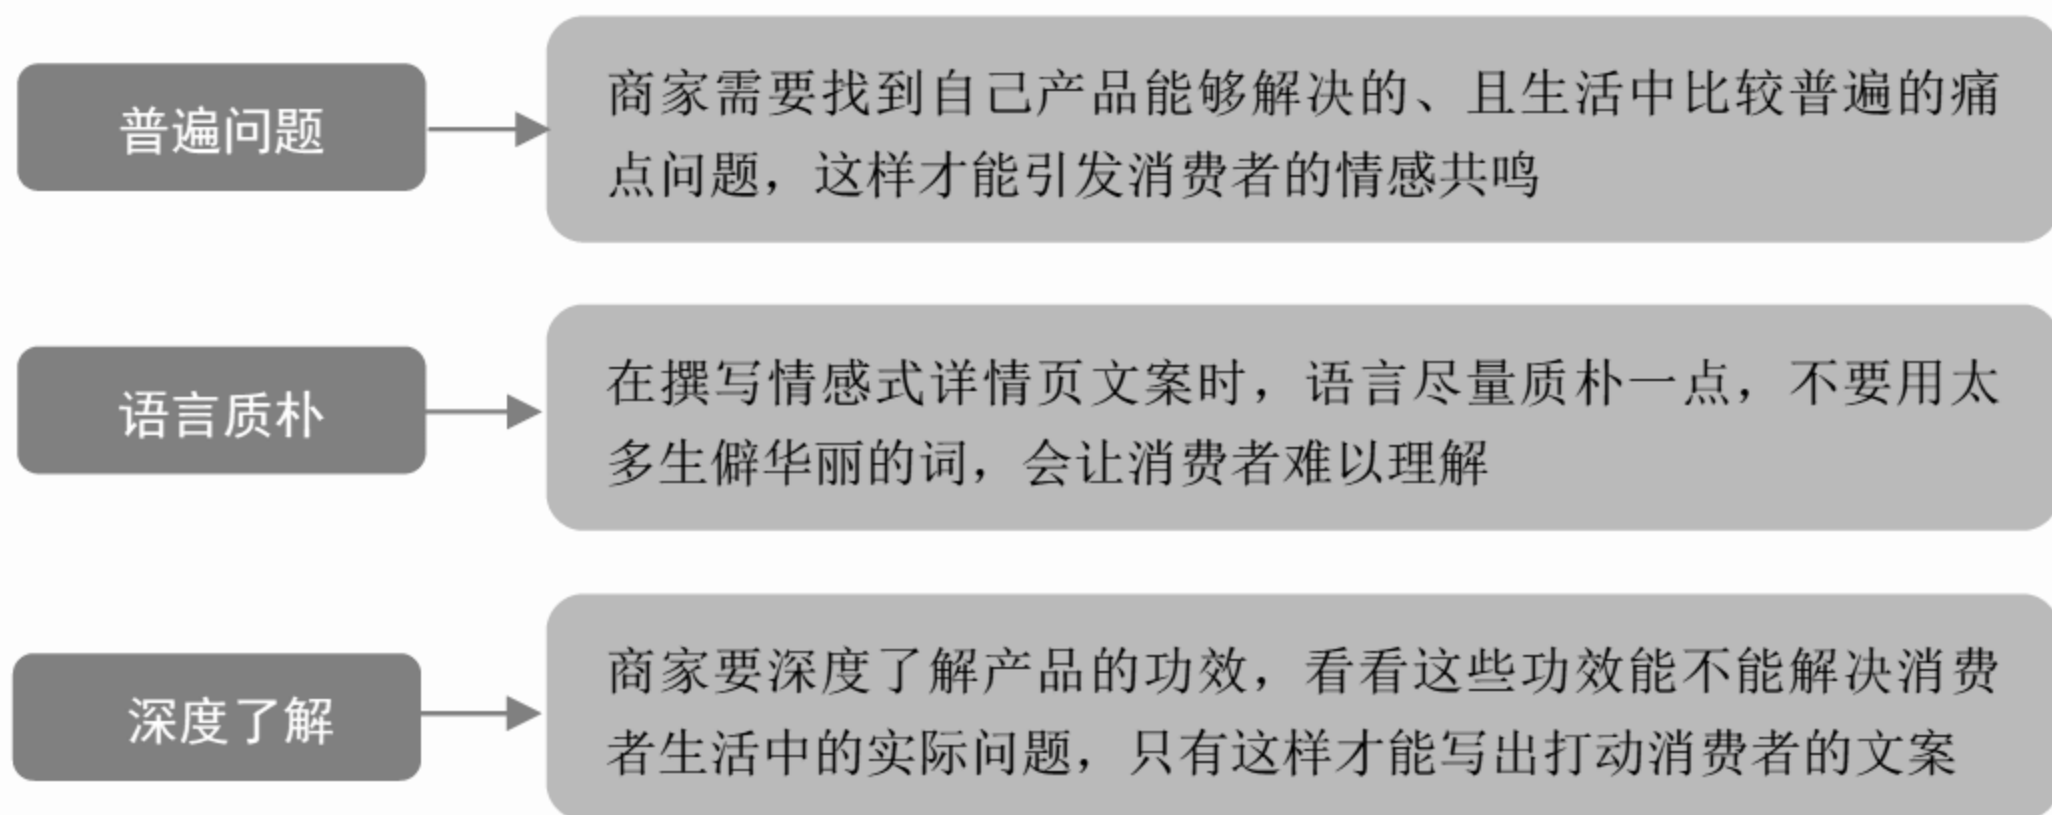 普遍问题
商家需要找到自己产品能够解决的、且生活中比较普遍的痛
点问题，这样才能引发消费者的情感共鸣
语言质朴
在撰写情感式详情页文案时，语言尽量质朴一点，不要用太
多生僻华丽的词，会让消费者难以理解
深度了解
商家要深度了解产品的功效，看看这些功效能不能解决消费
者生活中的实际问题，只有这样才能写出打动消费者的文案